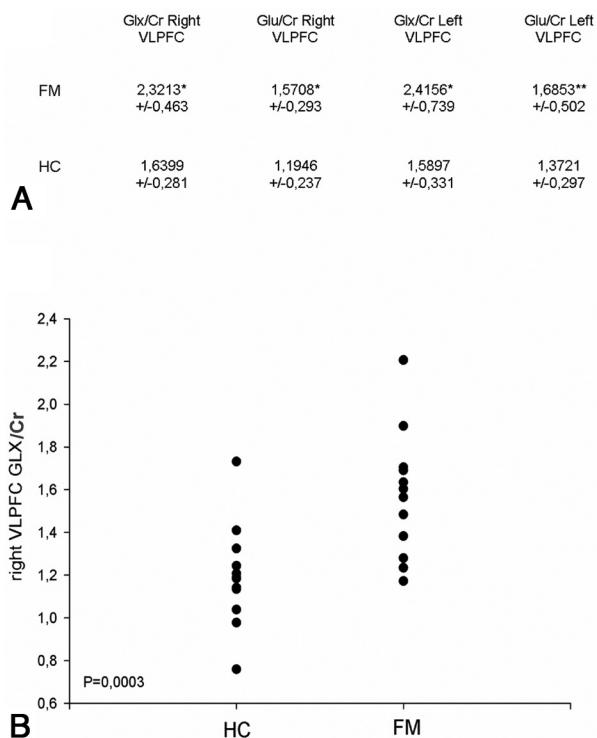 Glx/Cr Right Glu/Cr Right Glx/Cr Left Glu/Cr Left
VLPFC VLPFC VLPFC VLPFC
FM 2,3213* 1,5708* 2,4156* 1,6853**
+/-0,463 +/-0,293 +/-0,739 +/-0,502
HC 1,6399 1,1946 1,5897 1,3721
+/-0,281 +/-0,237 +/-0,331 +/-0,297
A
right VLPFC GLX/Cr
2,4
2,2
2,0
1,8
1,6
1,4
1,2
1,0
0,8
0,6
P=0,0003
HC FM
B